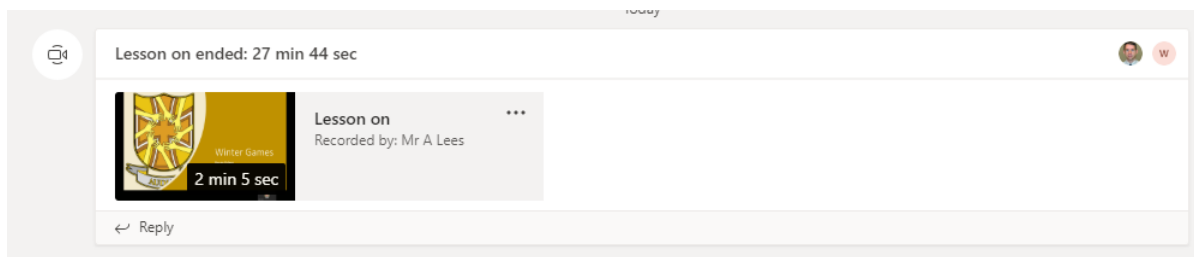 Today
Lesson on ended: 27 min 44 sec
W
Lesson on
Recorded by: Mr A Lees
Winter Games
2 min 5 sec
Reply